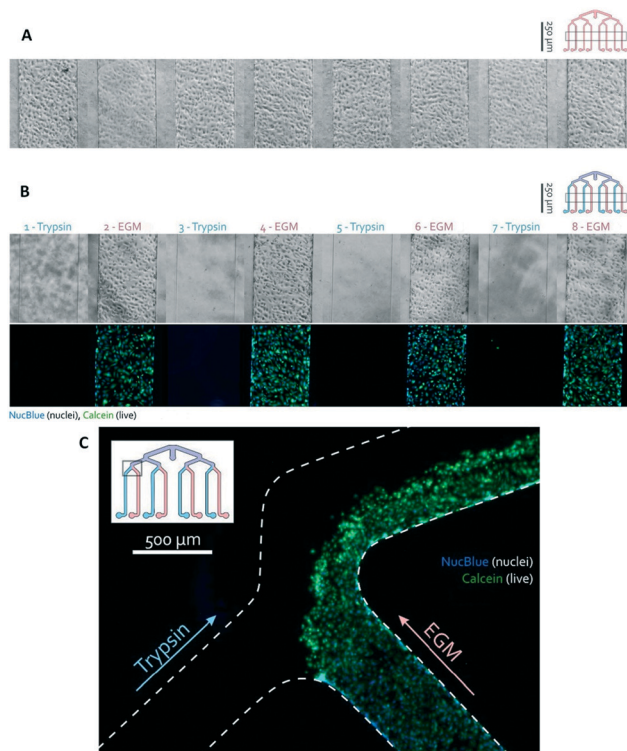 A
250 µm
B
250 µm
1 - Trypsin 2 - EGM 3 - Trypsin 4 - EGM 5 - Trypsin 6 - EGM 7 - Trypsin 8 - EGM
NucBlue (nuclei), Calcein (live)
C
500 µm
NucBlue (nuclei)
Calcein (live)
Trypsin
EGM